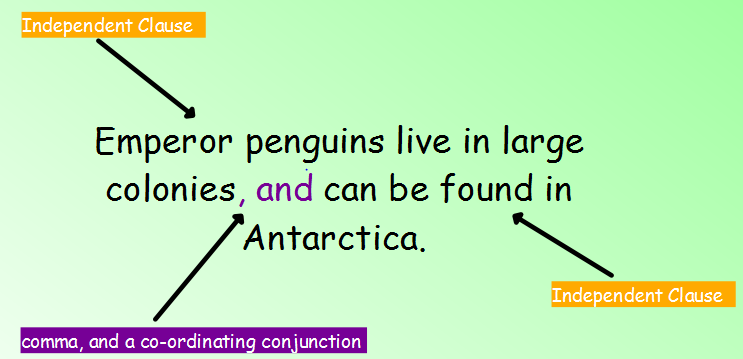 Independent Clause
Emperor penguins live in large
colonies, and can be found in
Antarctica.
Independent Clause
comma, and a co-ordinating conjunction